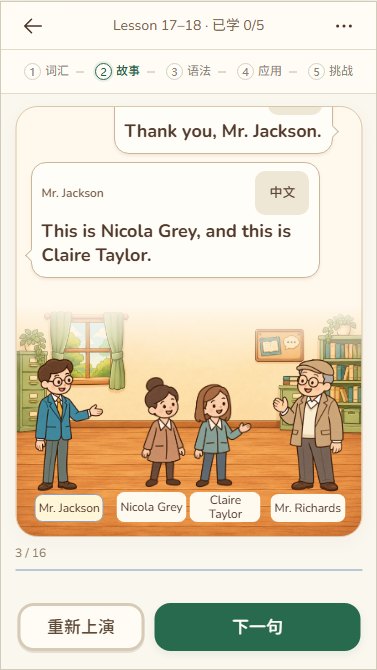 Lesson 17–18 · 已学 0/5
1 词汇 2 故事 3 语法 4 应用 5 挑战
Thank you, Mr. Jackson.
Mr. Jackson
中文
This is Nicola Grey, and this is
Claire Taylor.
Mr. Jackson
Nicola Grey
Claire
Taylor
Mr. Richards
3 / 16
重新上演
下一句